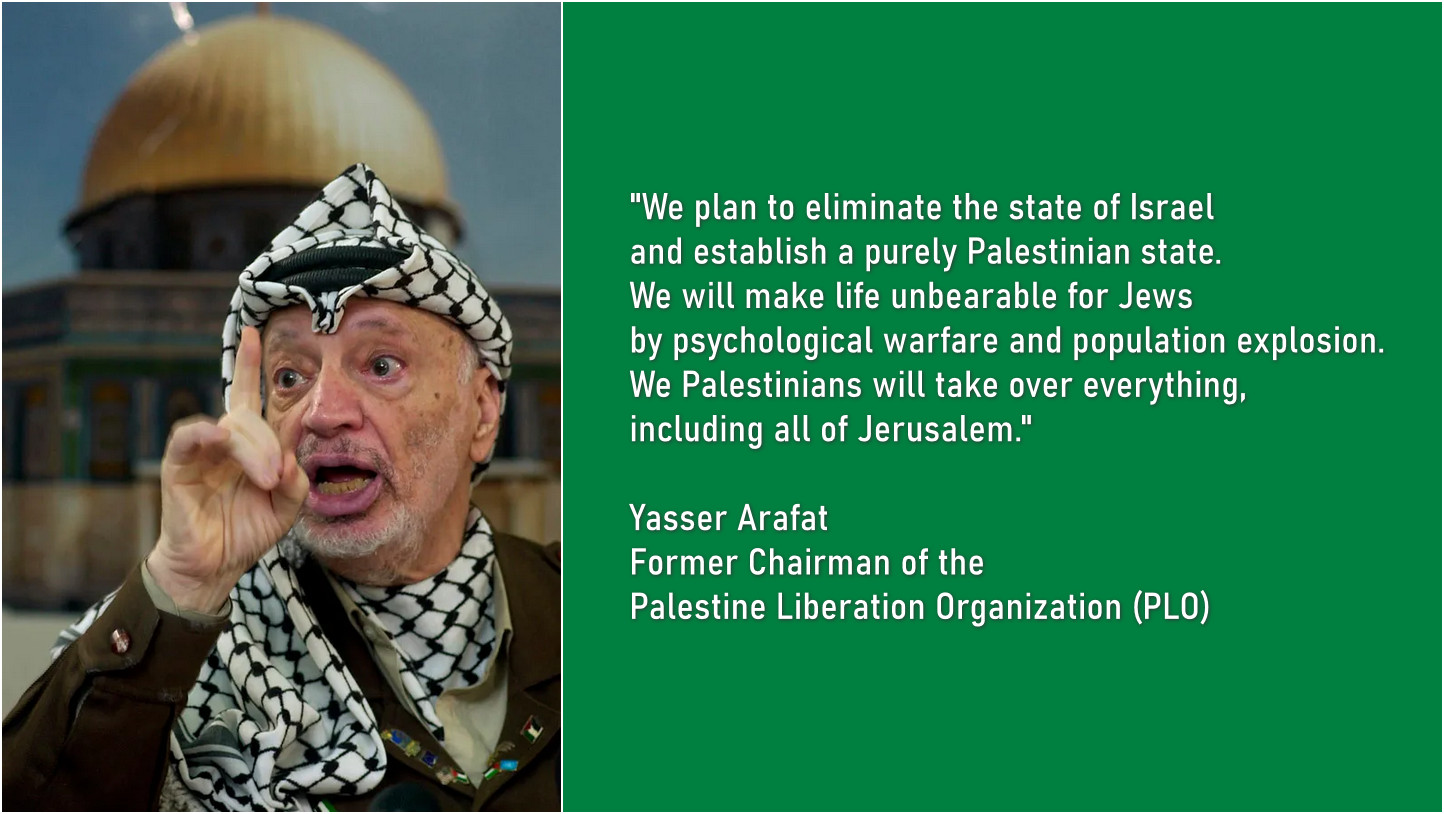 "We plan to eliminate the state of Israel
and establish a purely Palestinian state.
We will make life unbearable for Jews
by psychological warfare and population explosion.
We Palestinians will take over everything,
including all of Jerusalem."
Yasser Arafat
Former Chairman of the
Palestine Liberation Organization (PLO)